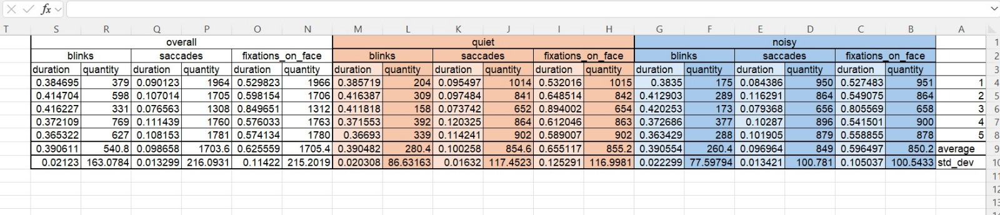 fx
T S R Q P O N M L K J I H G F E D C B A
overall quiet noisy 1
blinks saccades fixations_on_face blinks saccades fixations_on_face blinks saccades fixations_on_face 2
duration quantity duration quantity duration quantity duration quantity duration quantity duration quantity duration quantity duration quantity duration quantity 3
0.384695 379 0.090123 1964 0.529823 1966 0.385719 204 0.095497 1014 0.532016 1015 0.3835 175 0.084386 950 0.527483 951 1 4
0.414704 598 0.107014 1705 0.598154 1706 0.416387 309 0.097484 841 0.648514 842 0.412903 289 0.116291 864 0.549075 864 2 5
0.416227 331 0.076563 1308 0.849651 1312 0.411818 158 0.073742 652 0.894002 654 0.420253 173 0.079368 656 0.805569 658 3 6
0.372109 769 0.111439 1760 0.576033 1763 0.371553 392 0.120325 864 0.612046 863 0.372686 377 0.10287 896 0.541501 900 4 7
0.365322 627 0.108153 1781 0.574134 1780 0.36693 339 0.114241 902 0.589007 902 0.363429 288 0.101905 879 0.558855 878 5 8
0.390611 540.8 0.098658 1703.6 0.625559 1705.4 0.390482 280.4 0.100258 854.6 0.655117 855.2 0.390554 260.4 0.096964 849 0.596497 850.2 average 9
0.02123 163.0784 0.013299 216.0931 0.11422 215.2019 0.020308 86.63163 0.01632 117.4523 0.125291 116.9981 0.022299 77.59794 0.013421 100.781 0.105037 100.5433 std_dev 10
11
12
13